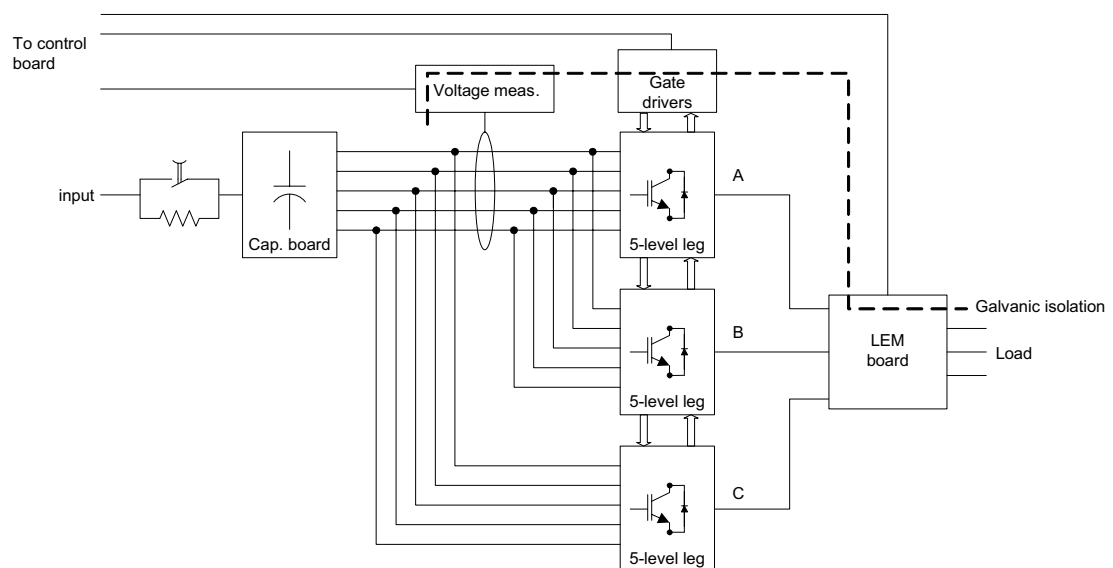 To control
board
Voltage meas.
Gate
drivers
input
Cap. board
A
5-level leg
Galvanic isolation
B
LEM
board
Load
5-level leg
C
5-level leg